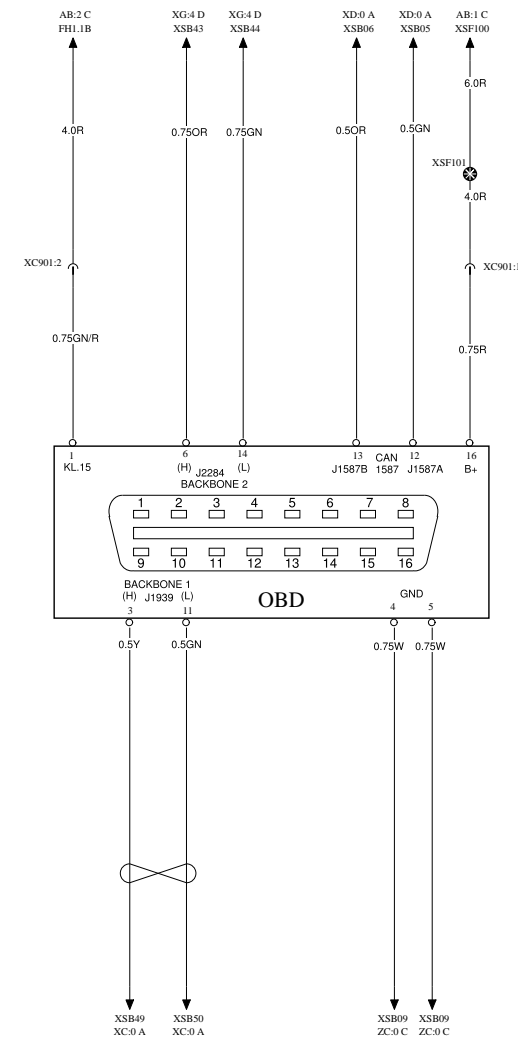 AB:2 C XG:4 D XG:4 D XD:0 A XD:0 A AB:1 C
FH1.1B XSB43 XSB44 XSB06 XSB05 XSF100
6.0R
4.0R 0.75OR 0.75GN 0.5OR 0.5GN
XSF101
4.0R
XC901:2 XC901:
0.75GN/R 0.75R
1 6 14 13 CAN 12 16
KL.15 (H) J2284 (L) J1587B 1587 J1587A B+
BACKBONE 2
1 2 3 4 5 6 7 8
9 10 11 12 13 14 15 16
BACKBONE 1
(H) J1939 (L) OBD GND
3 11 4 5
0.5Y 0.5GN 0.75W 0.75W
XSB49 XSB50 XSB09 XSB09
XC:0 A XC:0 A ZC:0 C ZC:0 C